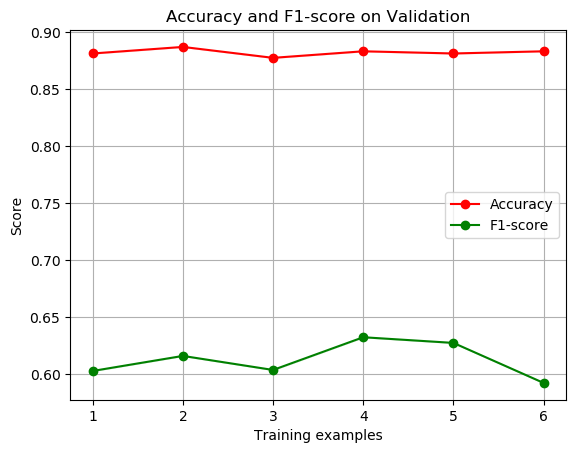 Accuracy and F1-score on Validation
0.90
0.85
0.80
0.75
0.70
0.65
0.60
Score
Accuracy
F1-score
1 2 3 4 5 6
Training examples